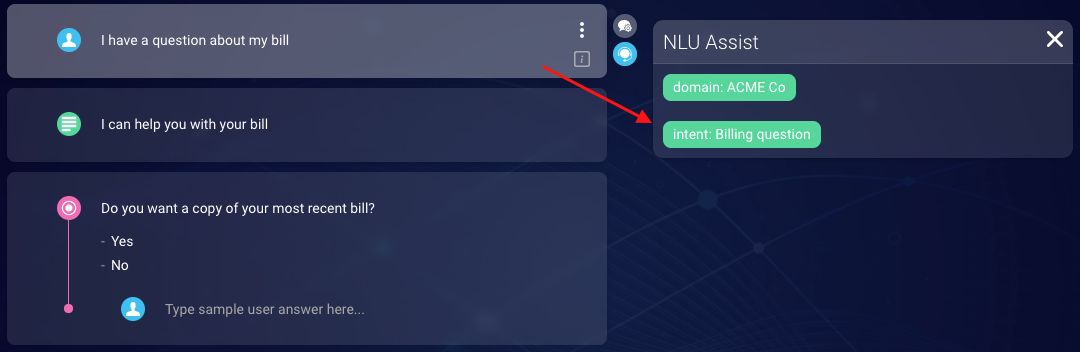 I have a question about my bill
i
I can help you with your bill
Do you want a copy of your most recent bill?
- Yes
- No
Type sample user answer here...
NLU Assist
domain: ACME Co
intent: Billing question